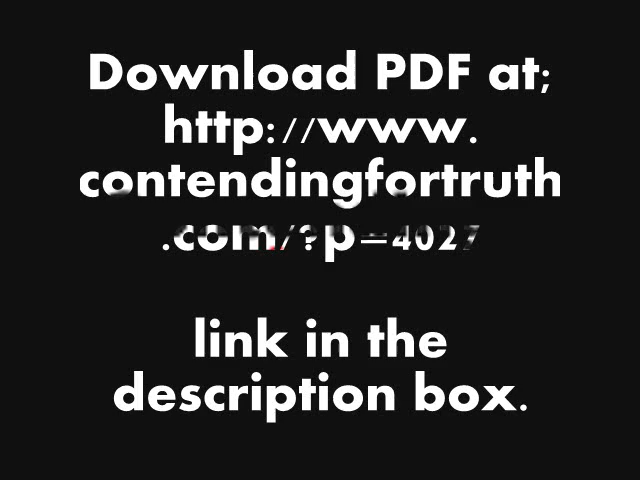 Download PDF at;
http://www.
contendingfortruth
.com/?p=4027
link in the
description box.